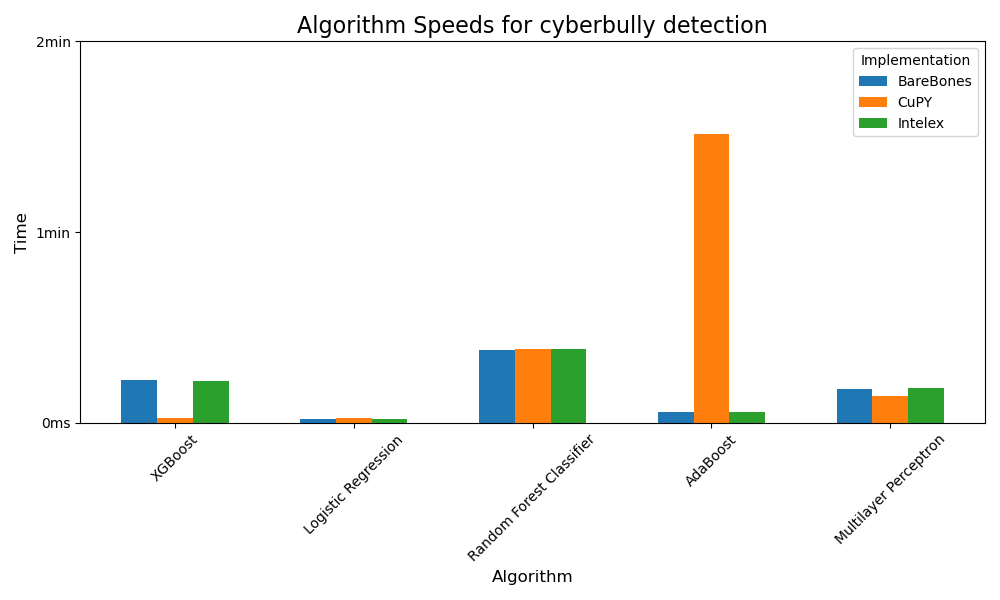 Algorithm Speeds for cyberbully detection
2min
1min
0ms
Time
Implementation
BareBones
CuPY
Intelex
XGBoost
Logistic Regression
Random Forest Classifier
AdaBoost
Multilayer Perceptron
Algorithm